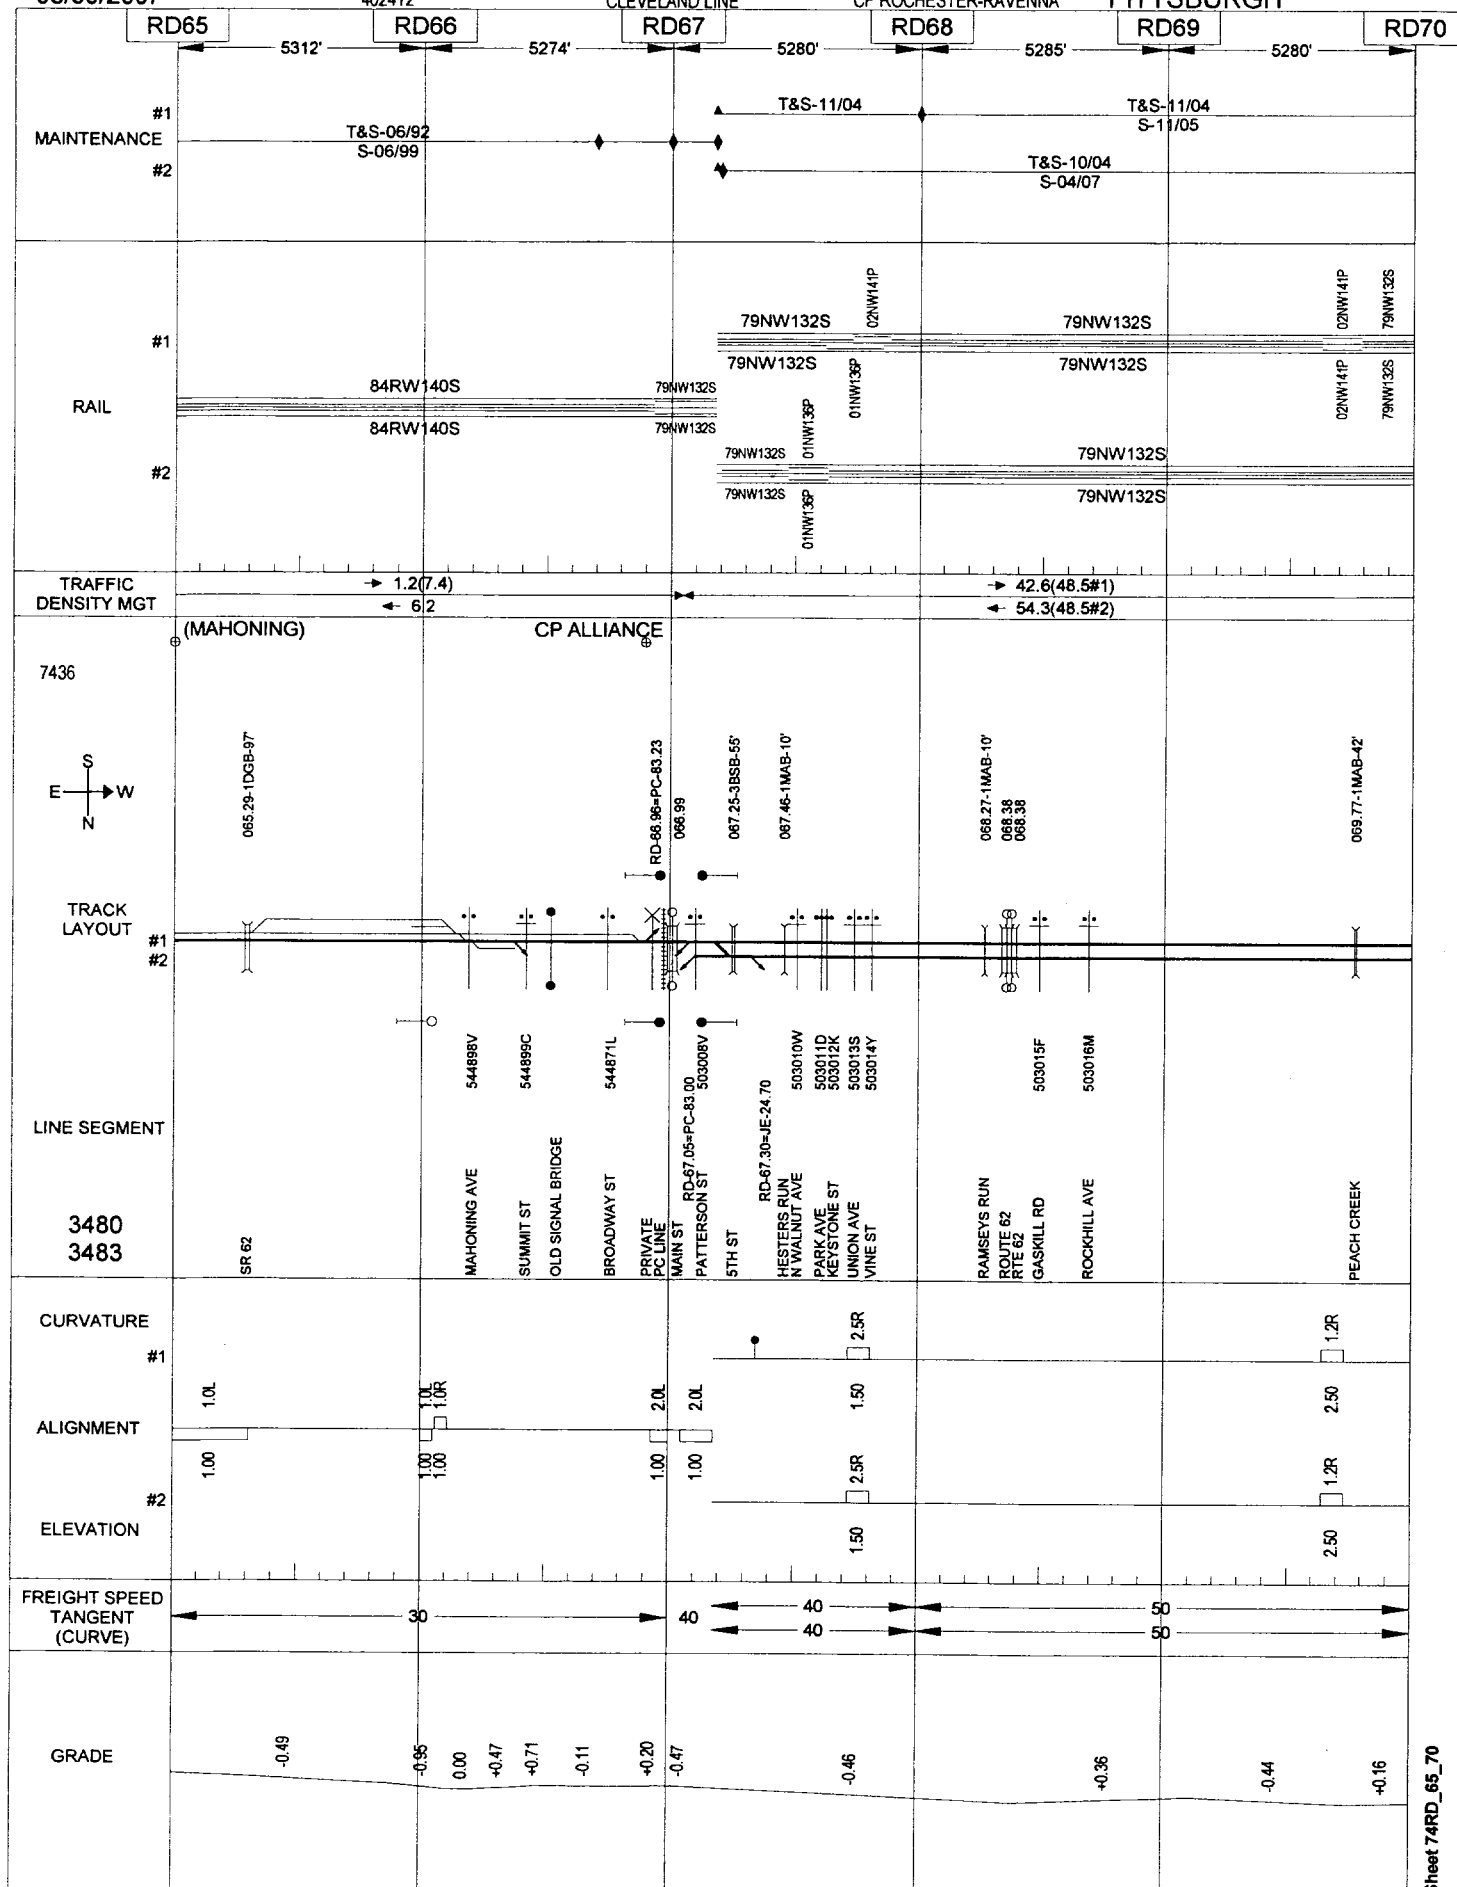 402412 CLEVELAND LINE CP ROCHESTER-RAVENNA PITTSBURGH
RD65 RD66 RD67 RD68 RD69 RD70
5312' 5274' 5280' 5285' 5280'
#1 T&S-11/04 T&S-11/04
S-11/05
MAINTENANCE T&S-06/92
S-06/99
#2 T&S-10/04
S-04/07
02NW141P 02NW141P 79NW132S
79NW132S 79NW132S
#1
79NW132S 79NW132S
01NW136P 02NW141P 79NW132S
84RW140S 79NW132S
RAIL
84RW140S 79NW132S
01NW136P
79NW132S 79NW132S
#2
79NW132S 79NW132S
01NW136P
TRAFFIC
DENSITY MGT
1.2(7.4) 42.6(48.5#1)
6.2 54.3(48.5#2)
(MAHONING) CP ALLIANCE
7436
S
E W
N
065.29-1DGB-97'
RD-66.96=PC-83.23
066.99
067.25-3BSB-55'
067.46-1MAB-10'
068.27-1MAB-10'
068.38
068.38
069.77-1MAB-42'
TRACK
LAYOUT
#1
#2
544898V
544899C
544871L
503008V
503010W
503011D
503012K
503013S
503014Y
503015F
503016M
LINE SEGMENT
3480
3483
SR 62
MAHONING AVE
SUMMIT ST
OLD SIGNAL BRIDGE
BROADWAY ST
PRIVATE
PC LINE
MAIN ST
RD-67.05=PC-83.00
PATTERSON ST
5TH ST
RD-67.30=JE-24.70
HESTERS RUN
N WALNUT AVE
PARK AVE
KEYSTONE ST
UNION AVE
VINE ST
RAMSEYS RUN
ROUTE 62
RTE 62
GASKILL RD
ROCKHILL AVE
PEACH CREEK
CURVATURE
#1
2.5R 1.2R
1.0L 1.0L 1.0R 2.0L 2.0L 1.50 2.50
ALIGNMENT
1.00 1.00 1.00 1.00 1.00 2.5R 1.2R
#2
ELEVATION
1.50 2.50
FREIGHT SPEED
TANGENT
(CURVE)
30 40 40 50
40 50
GRADE
-0.49 -0.95 0.00 +0.47 +0.71 -0.11 +0.20 -0.47 -0.46 +0.36 -0.44 +0.16
Sheet 74RD_65_70